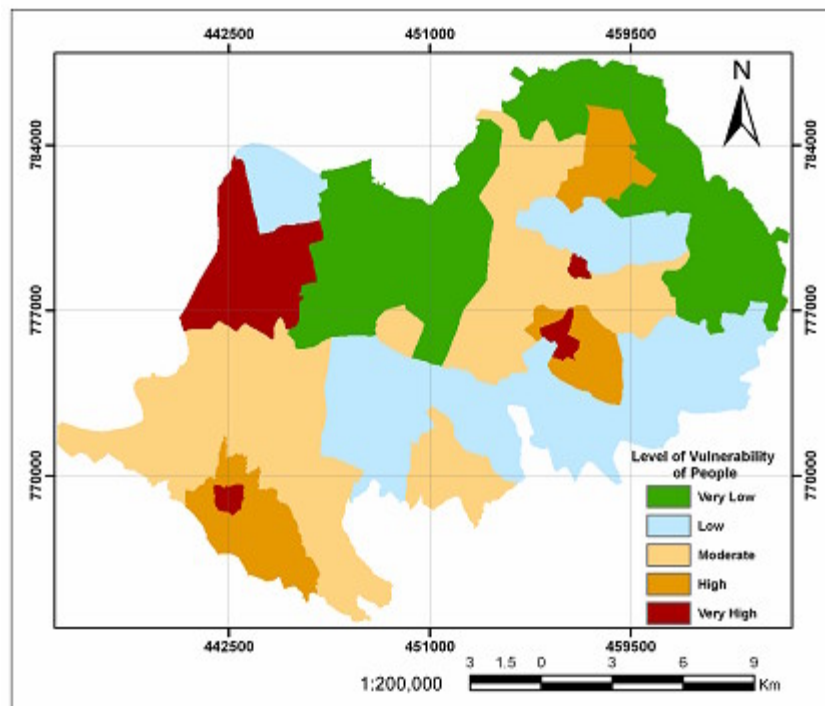 442500 451000 459500
N
784000 784000
777000 777000
770000 770000
Level of Vulnerability
of People
Very Low
Low
Moderate
High
Very High
442500 451000 459500
3 1.5 0 3 6 9
1:200,000 Km